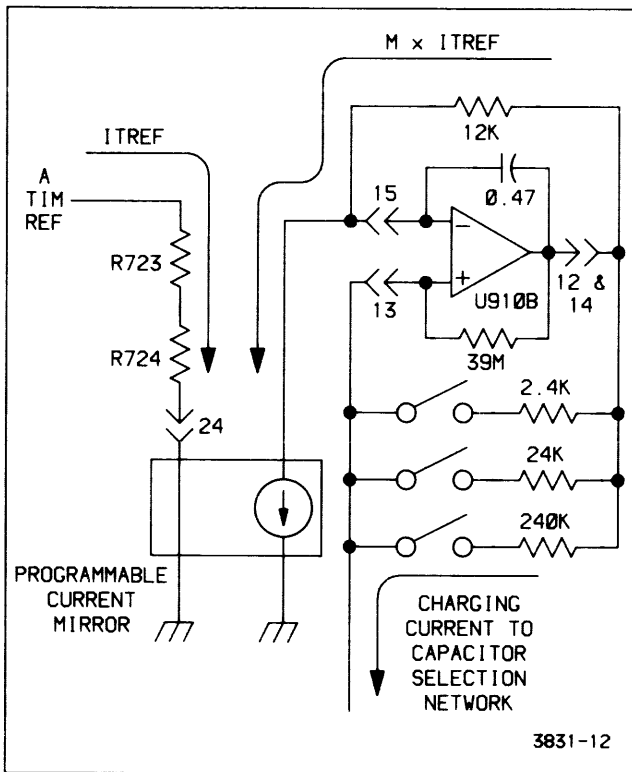 M x ITREF
ITREF
12K
A
TIM
REF
15
0.47
R723
-
+
U910B
12 &
14
13
R724
39M
24
2.4K
24K
240K
PROGRAMMABLE
CURRENT
MIRROR
CHARGING
CURRENT TO
CAPACITOR
SELECTION
NETWORK
3831-12